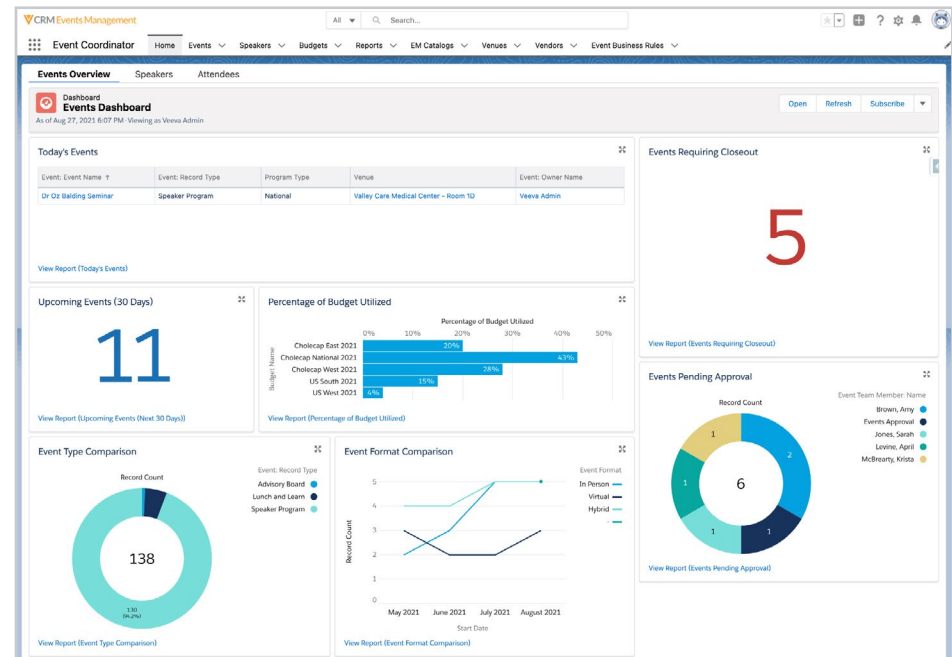 CRM Events Management
All
Search...
Event Coordinator Home Events Speakers Budgets Reports EM Catalogs Venues Vendors Event Business Rules
Events Overview Speakers Attendees
Dashboard
Events Dashboard
As of Aug 27, 2021 6:07 PM·Viewing as Veeva Admin
Open Refresh Subscribe
Today's Events
Event: Event Name ↑ Event: Record Type Program Type Venue Event: Owner Name
Dr Oz Balding Seminar Speaker Program National Valley Care Medical Center - Room 1D Veeva Admin
View Report (Today's Events)
Events Requiring Closeout
5
View Report (Events Requiring Closeout)
Upcoming Events (30 Days)
11
View Report (Upcoming Events (Next 30 Days))
Percentage of Budget Utilized
Percentage of Budget Utilized
0% 10% 20% 30% 40% 50%
Budget Name
Cholecap East 2021 20%
Cholecap National 2021 43%
Cholecap West 2021 28%
US South 2021 15%
US West 2021 4%
View Report (Percentage of Budget Utilized)
Events Pending Approval
Record Count
Event Team Member: Name
Brown, Amy
Events Approval
Jones, Sarah
Levine, April
McBrearty, Krista
1
2
1
6
1
1
View Report (Events Pending Approval)
Event Type Comparison
Record Count
Event: Record Type
Advisory Board
Lunch and Learn
Speaker Program
138
130
(94.2%)
View Report (Event Type Comparison)
Event Format Comparison
Event Format
In Person
Virtual
Hybrid
-
Record Count
5
4
3
2
1
0
May 2021 June 2021 July 2021 August 2021
Start Date
View Report (Event Format Comparison)